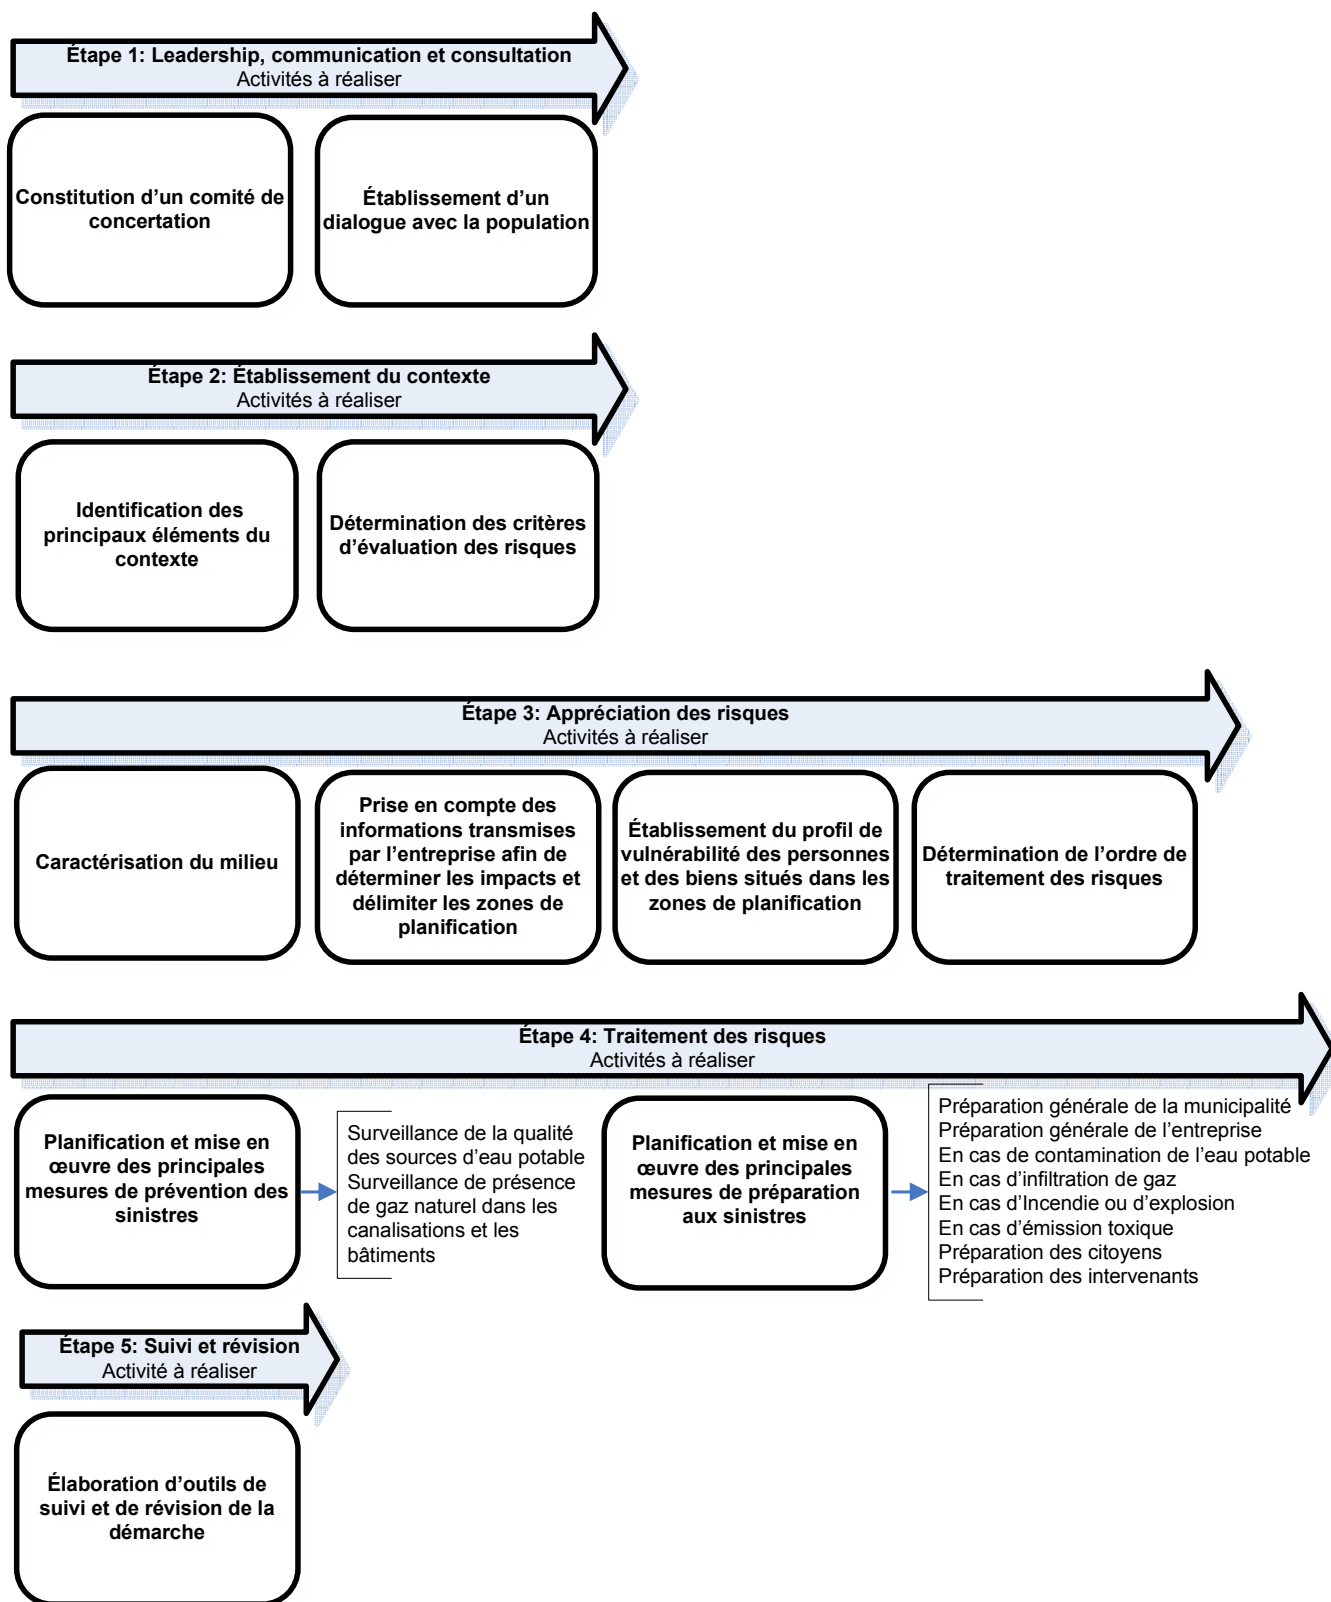 Étape 1: Leadership, communication et consultation
Activités à réaliser
Constitution d’un comité de
concertation
Établissement d’un
dialogue avec la population
Étape 2: Établissement du contexte
Activités à réaliser
Identification des
principaux éléments du
contexte
Détermination des critères
d’évaluation des risques
Étape 3: Appréciation des risques
Activités à réaliser
Caractérisation du milieu
Prise en compte des
informations transmises
par l’entreprise afin de
déterminer les impacts et
délimiter les zones de
planification
Établissement du profil de
vulnérabilité des personnes
et des biens situés dans les
zones de planification
Détermination de l’ordre de
traitement des risques
Étape 4: Traitement des risques
Activités à réaliser
Planification et mise en
œuvre des principales
mesures de prévention des
sinistres
Surveillance de la qualité
des sources d’eau potable
Surveillance de présence
de gaz naturel dans les
canalisations et les
bâtiments
Planification et mise en
œuvre des principales
mesures de préparation
aux sinistres
Préparation générale de la municipalité
Préparation générale de l’entreprise
En cas de contamination de l’eau potable
En cas d’infiltration de gaz
En cas d’Incendie ou d’explosion
En cas d’émission toxique
Préparation des citoyens
Préparation des intervenants
Étape 5: Suivi et révision
Activité à réaliser
Élaboration d’outils de
suivi et de révision de la
démarche